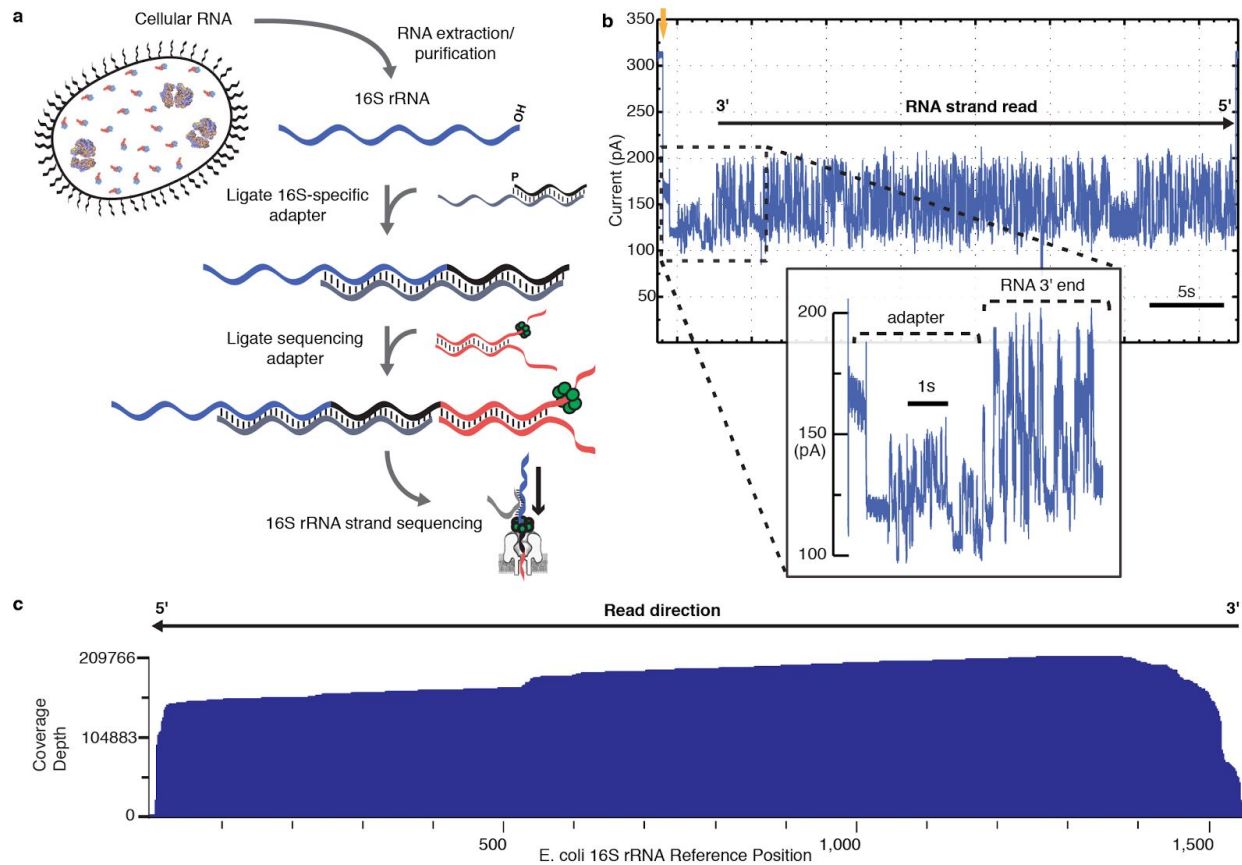 a
Cellular RNA
RNA extraction/
purification
16S rRNA
OH
Ligate 16S-specific
adapter
P
Ligate sequencing
adapter
16S rRNA strand sequencing
b
350
300
250
200
150
100
50
Current (pA)
3'
RNA strand read
5'
5s
RNA 3' end
adapter
1s
200
150
(pA)
100
c
5'
Read direction
3'
209766
104883
0
Coverage
Depth
500
1,000
1,500
E. coli 16S rRNA Reference Position